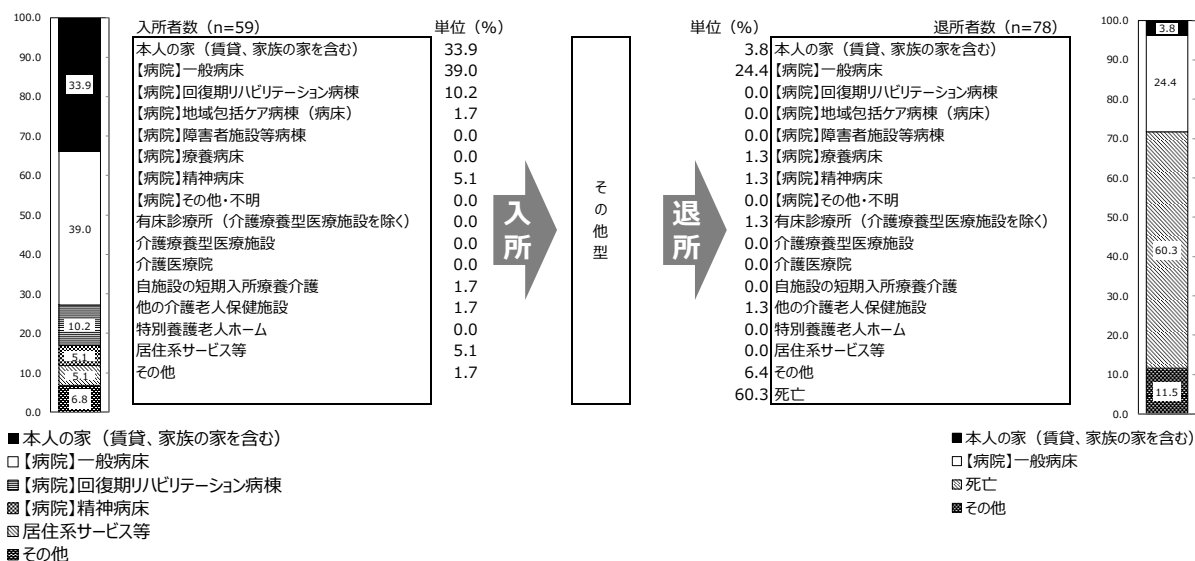 入所者数（n=59） 単位（%）
本人の家（賃貸、家族の家を含む） 33.9
【病院】一般病床 39.0
【病院】回復期リハビリテーション病棟 10.2
【病院】地域包括ケア病棟（病床） 1.7
【病院】障害者施設等病棟 0.0
【病院】療養病床 0.0
【病院】精神病床 5.1
【病院】その他・不明 0.0
有床診療所（介護療養型医療施設を除く） 0.0
介護療養型医療施設 0.0
介護医療院 0.0
自施設の短期入所療養介護 1.7
他の介護老人保健施設 1.7
特別養護老人ホーム 0.0
居住系サービス等 5.1
その他 1.7
100.0
90.0
80.0
70.0
60.0
50.0
40.0
30.0
20.0
10.0
0.0
33.9
39.0
10.2
5.1
5.1
6.8
■本人の家（賃貸、家族の家を含む）
□【病院】一般病床
【病院】回復期リハビリテーション病棟
【病院】精神病床
居住系サービス等
その他
入所
その他型
退所
単位（%） 退所者数（n=78）
3.8 本人の家（賃貸、家族の家を含む）
24.4 【病院】一般病床
0.0 【病院】回復期リハビリテーション病棟
0.0 【病院】地域包括ケア病棟（病床）
0.0 【病院】障害者施設等病棟
1.3 【病院】療養病床
1.3 【病院】精神病床
0.0 【病院】その他・不明
1.3 有床診療所（介護療養型医療施設を除く）
0.0 介護療養型医療施設
0.0 介護医療院
0.0 自施設の短期入所療養介護
1.3 他の介護老人保健施設
0.0 特別養護老人ホーム
0.0 居住系サービス等
6.4 その他
60.3 死亡
100.0
90.0
80.0
70.0
60.0
50.0
40.0
30.0
20.0
10.0
0.0
3.8
24.4
60.3
11.5
■本人の家（賃貸、家族の家を含む）
□【病院】一般病床
死亡
その他